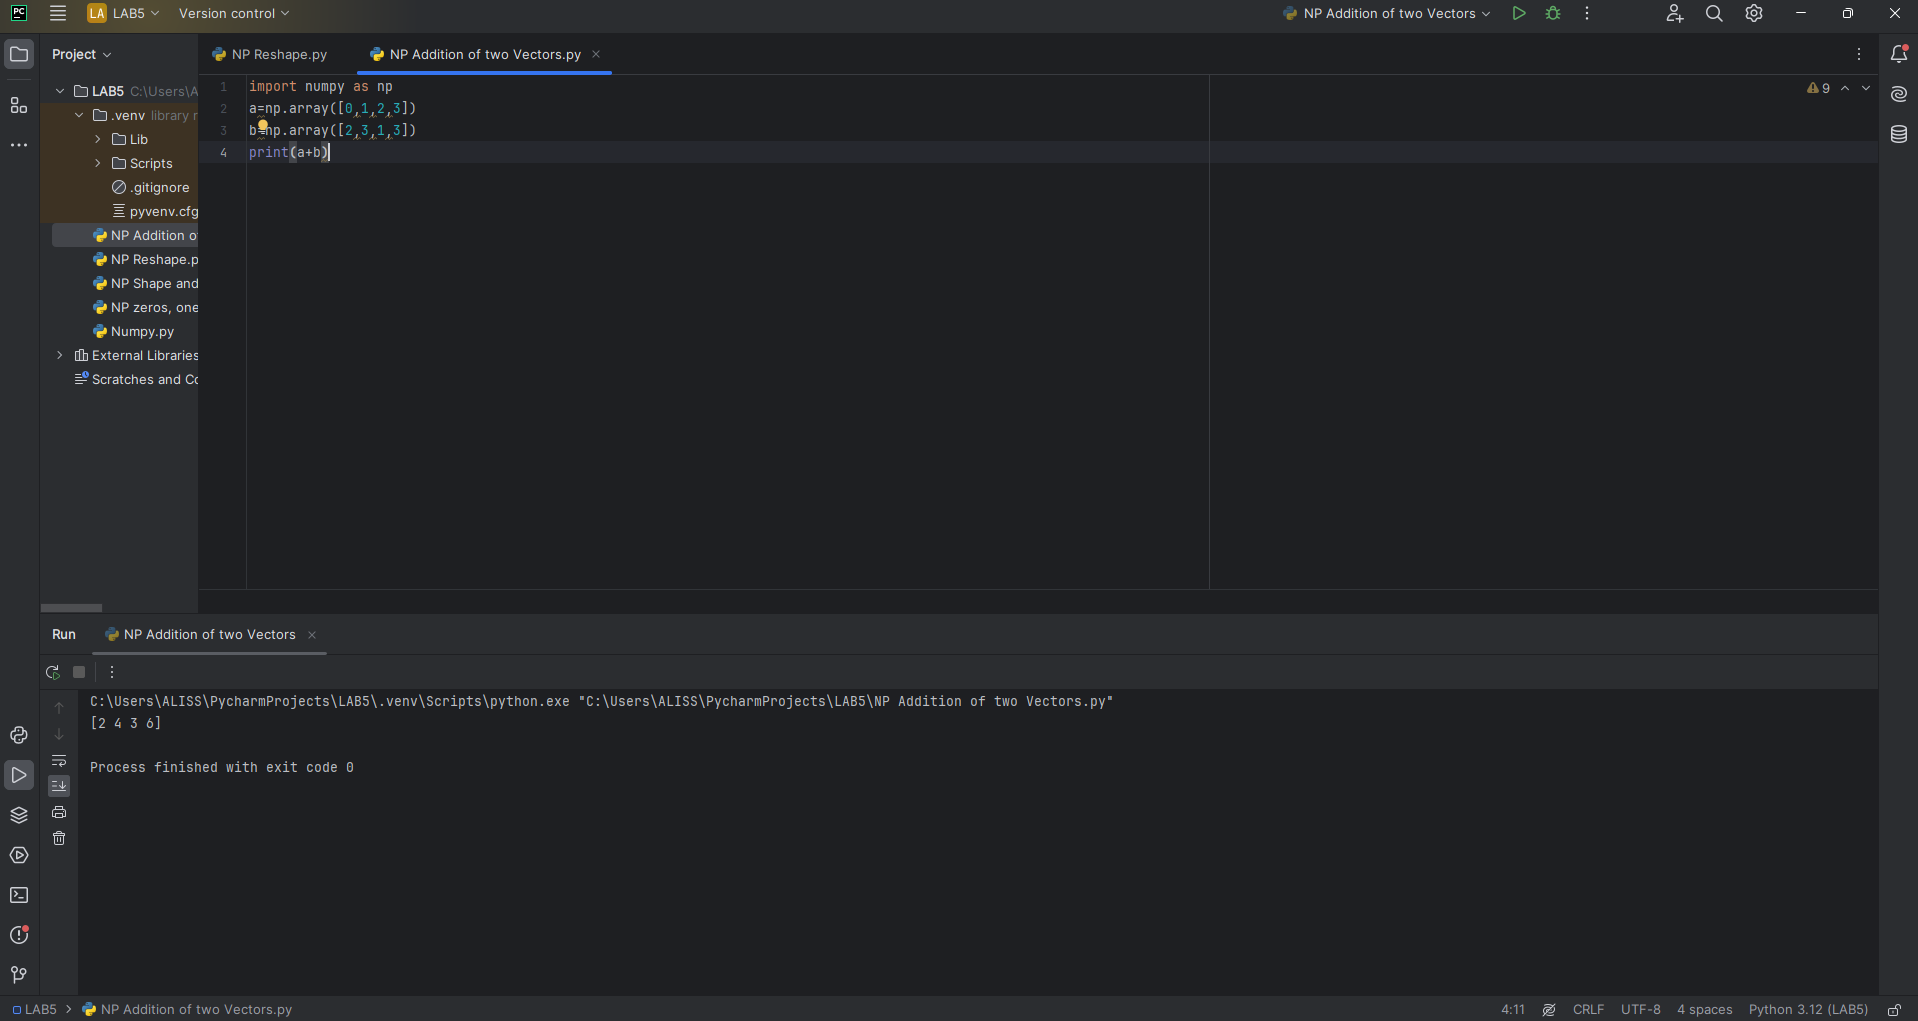 PC LA LAB5 Version control NP Addition of two Vectors
Project NP Reshape.py NP Addition of two Vectors.py
LAB5 C:\Users\A
.venv library r
Lib
Scripts
.gitignore
pyvenv.cfg
NP Addition o
NP Reshape.p
NP Shape and
NP zeros, one
Numpy.py
External Libraries
Scratches and Co
1 import numpy as np
2 a=np.array([0,1,2,3])
3 b=np.array([2,3,1,3])
4 print(a+b)
9
Run NP Addition of two Vectors
C:\Users\ALISS\PycharmProjects\LAB5\.venv\Scripts\python.exe "C:\Users\ALISS\PycharmProjects\LAB5\NP Addition of two Vectors.py"
[2 4 3 6]
Process finished with exit code 0
LAB5 NP Addition of two Vectors.py 4:11 CRLF UTF-8 4 spaces Python 3.12 (LAB5)